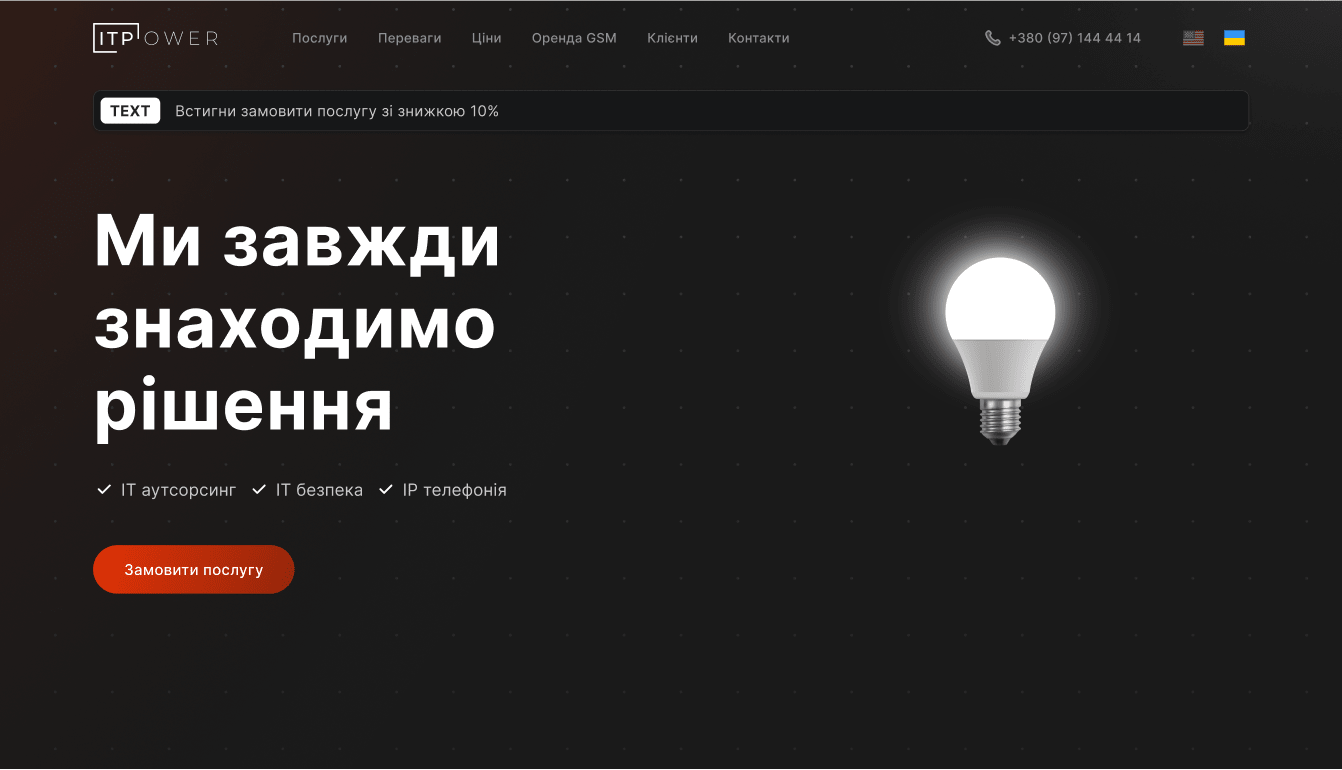 ITPOWER
Послуги Переваги Ціни Оренда GSM Клієнти Контакти +380 (97) 144 44 14
TEXT Встигни замовити послугу зі знижкою 10%
Ми завжди
знаходимо
рішення
IT аутсорсинг IT безпека IP телефонія
Замовити послугу